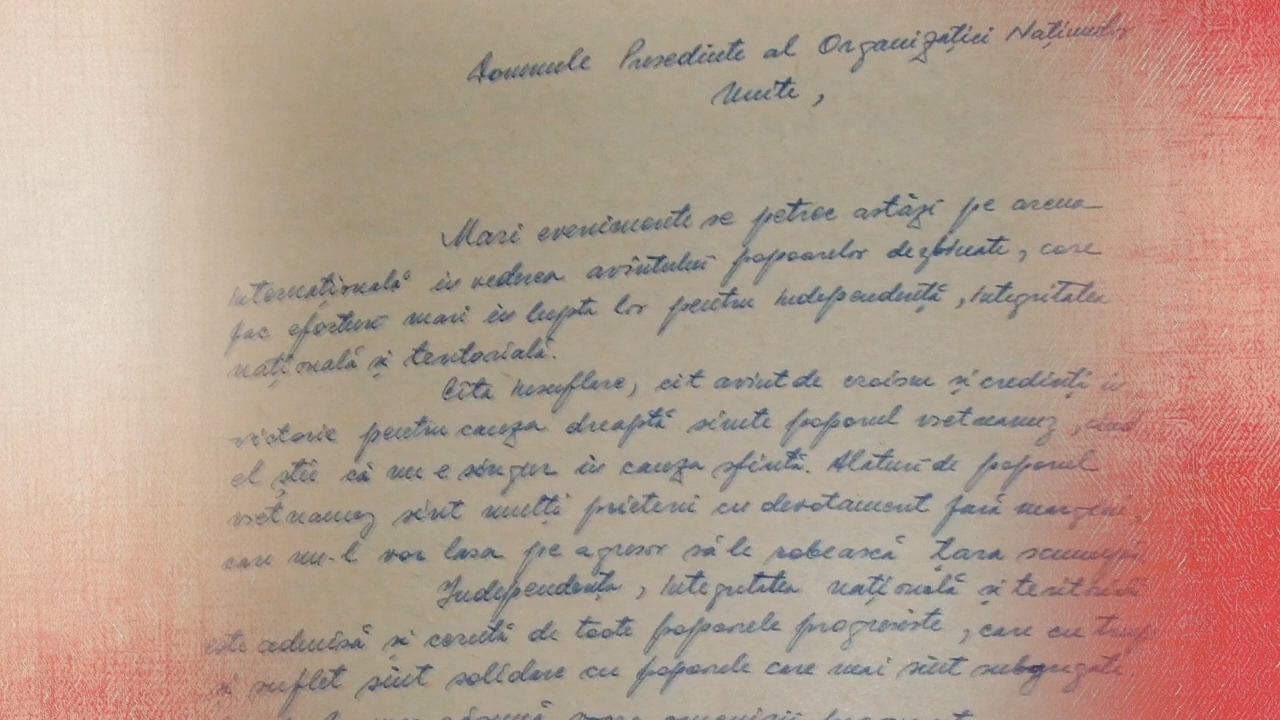 Domnule Președinte al Organizației Națiunilor
Unite,
Mari evenimente se petrec astăzi pe arena
internațională în vederea avîntului popoarelor dezbinate, care
fac eforturi mari în lupta lor pentru independență, integritatea
națională și teritorială.
Cîtă însuflare, cît avînt de eroism și credință în
victorie pentru cauza dreaptă simte poporul vietnamez, cînd
el știe că nu e singur în cauza sfîntă. Alături de poporul
vietnamez sînt mulți prieteni cu devotament fără margini,
care nu-l vor lasa pe agresor să le robească țara
Independența, integritatea națională și
este admisă și cerută de toate popoarele progresiste, care cu trup
și suflet sînt solidare cu popoarele care mai sînt subjugate.